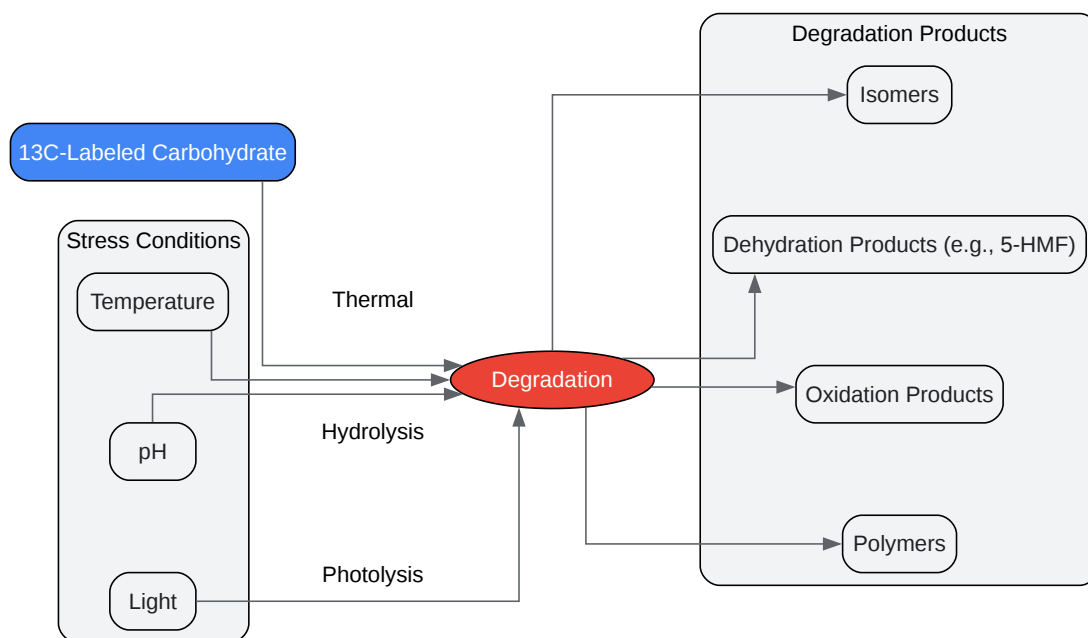 Degradation Products
Isomers
13C-Labeled Carbohydrate
Stress Conditions
Dehydration Products (e.g., 5-HMF)
Temperature
Thermal
Degradation
Oxidation Products
Hydrolysis
pH
Polymers
Photolysis
Light